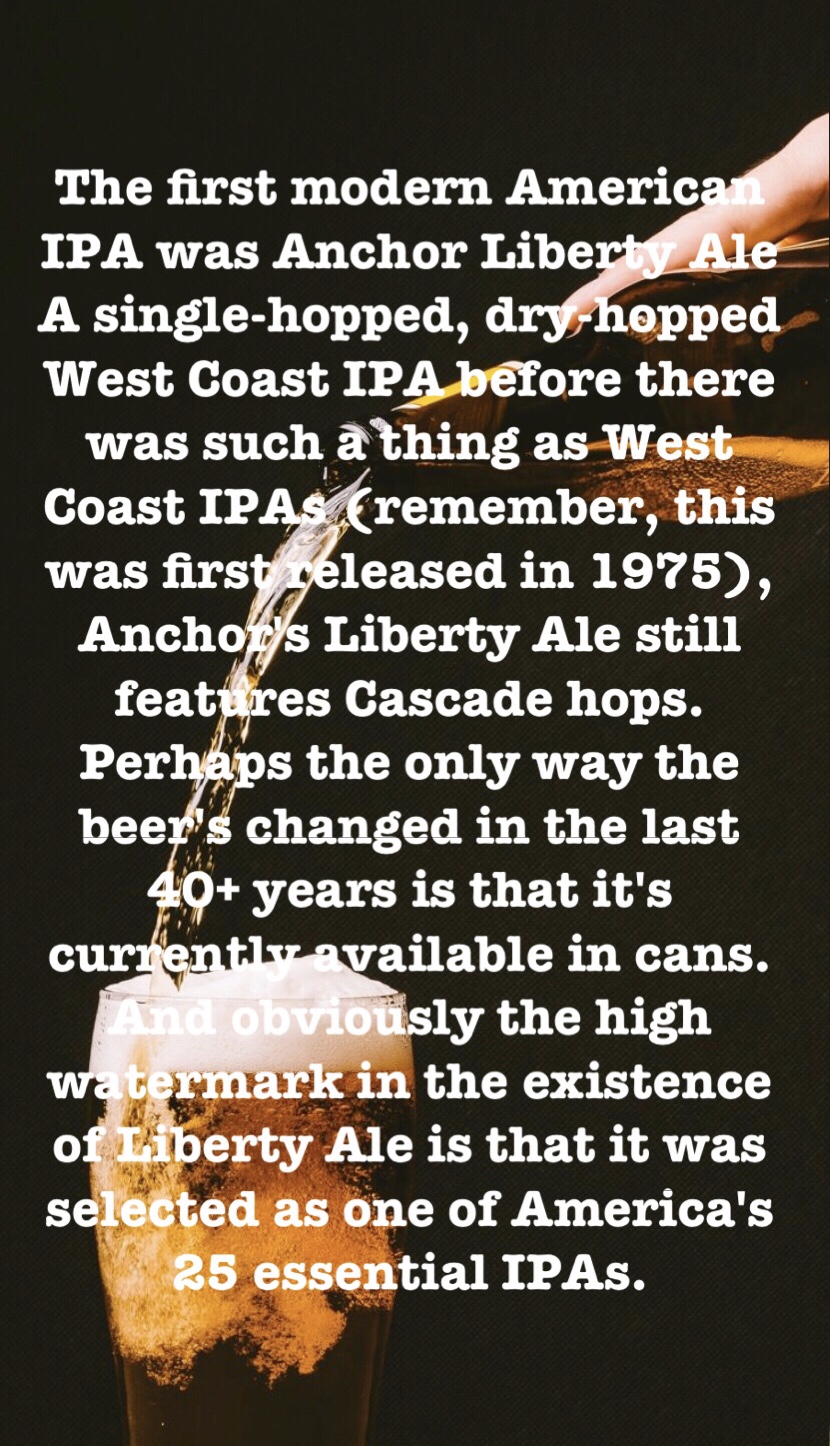 The first modern American
IPA was Anchor Liberty Ale
A single-hopped, dry-hopped
West Coast IPA before there
was such a thing as West
Coast IPAs (remember, this
was first released in 1975),
Anchor's Liberty Ale still
features Cascade hops.
Perhaps the only way the
beer's changed in the last
40+ years is that it's
currently available in cans.
And obviously the high
watermark in the existence
of Liberty Ale is that it was
selected as one of America's
25 essential IPAs.